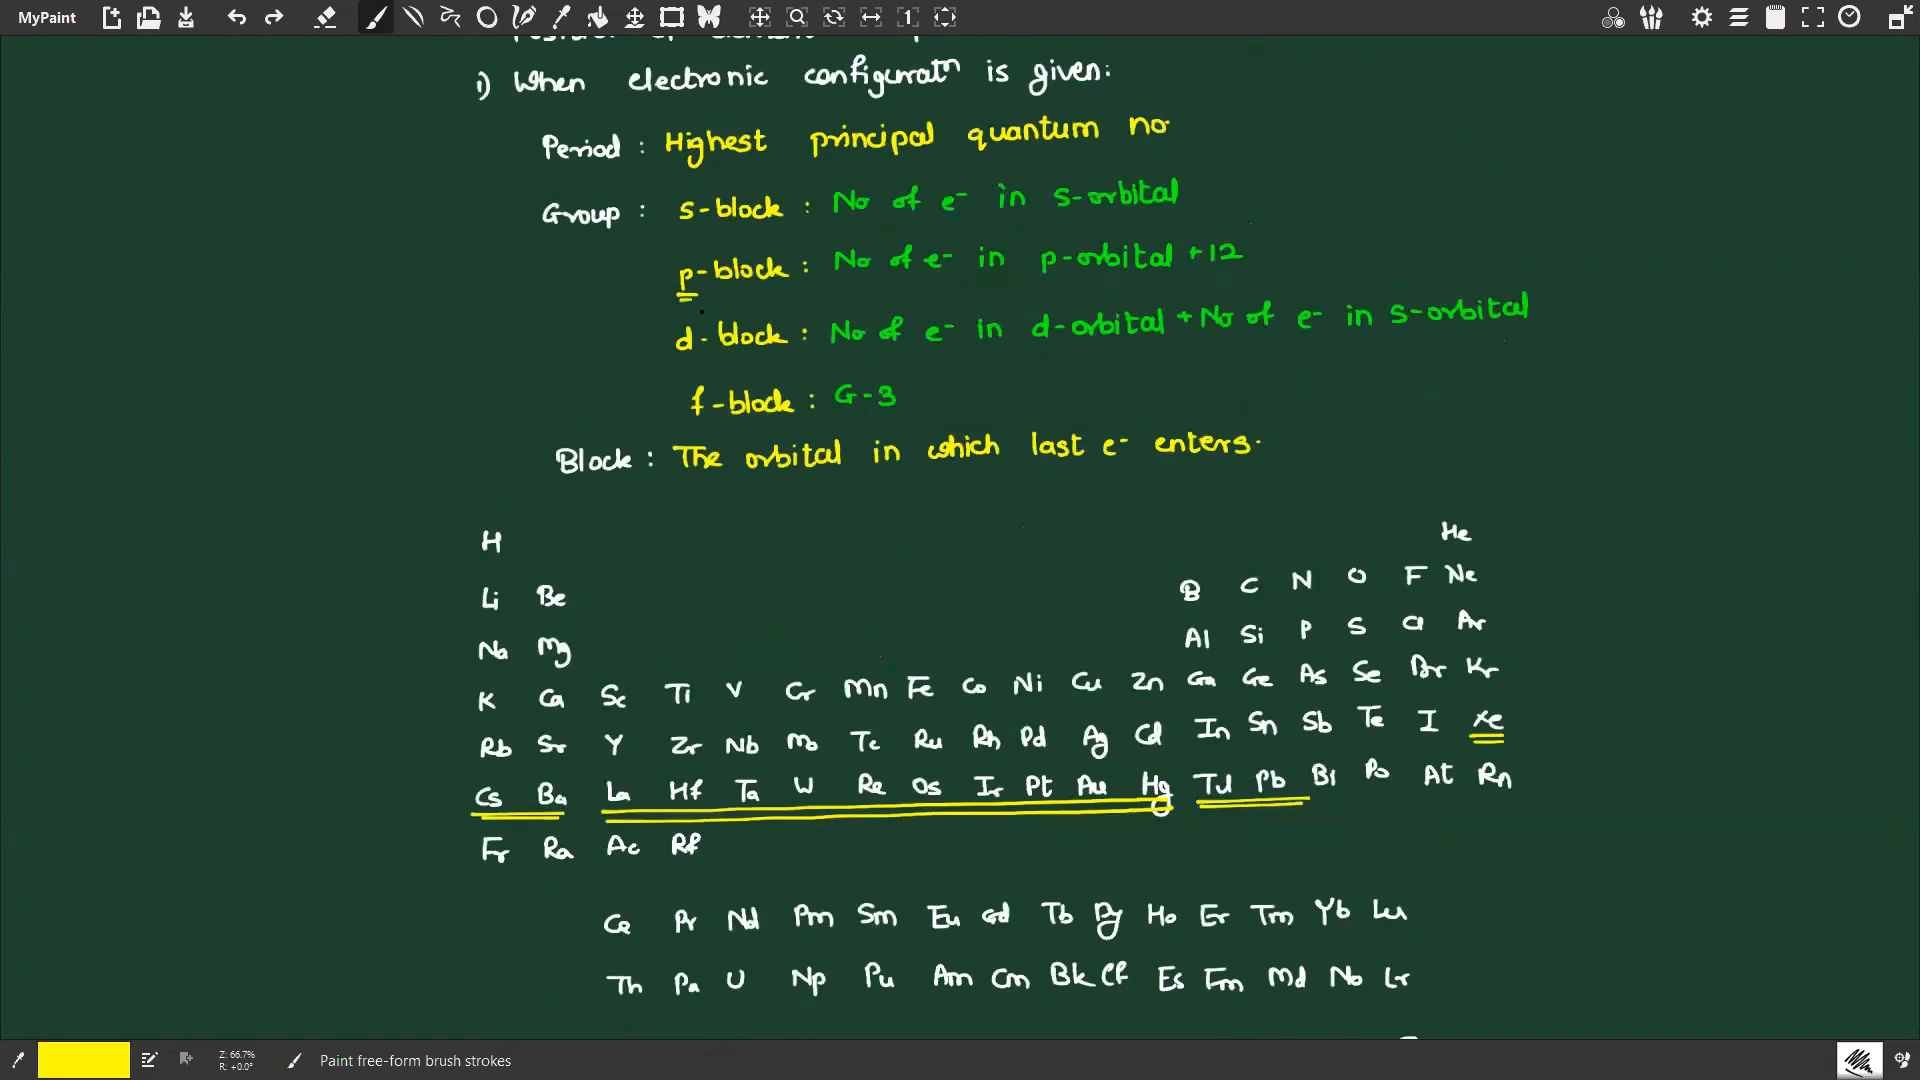 MyPaint
i) When electronic configuratn is given:
Period : Highest principal quantum no.
Group : s-block : No of e- in s-orbital
p-block : No of e- in p-orbital +12
d-block : No of e- in d-orbital + No of e- in s-orbital
f-block : G-3
Block : The orbital in which last e- enters.
H He
Li Be B C N O F Ne
Na Mg Al Si P S Cl Ar
K Ca Sc Ti V Cr Mn Fe Co Ni Cu Zn Ga Ge As Se Br Kr
Rb Sr Y Zr Nb Mo Tc Ru Rh Pd Ag Cd In Sn Sb Te I Xe
Cs Ba La Hf Ta W Re Os Ir Pt Au Hg Tl Pb Bi Po At Rn
Fr Ra Ac Rf
Ce Pr Nd Pm Sm Eu Gd Tb Dy Ho Er Tm Yb Lu
Th Pa U Np Pu Am Cm Bk Cf Es Fm Md No Lr
Z: 66.7%
R: +0.0°
Paint free-form brush strokes